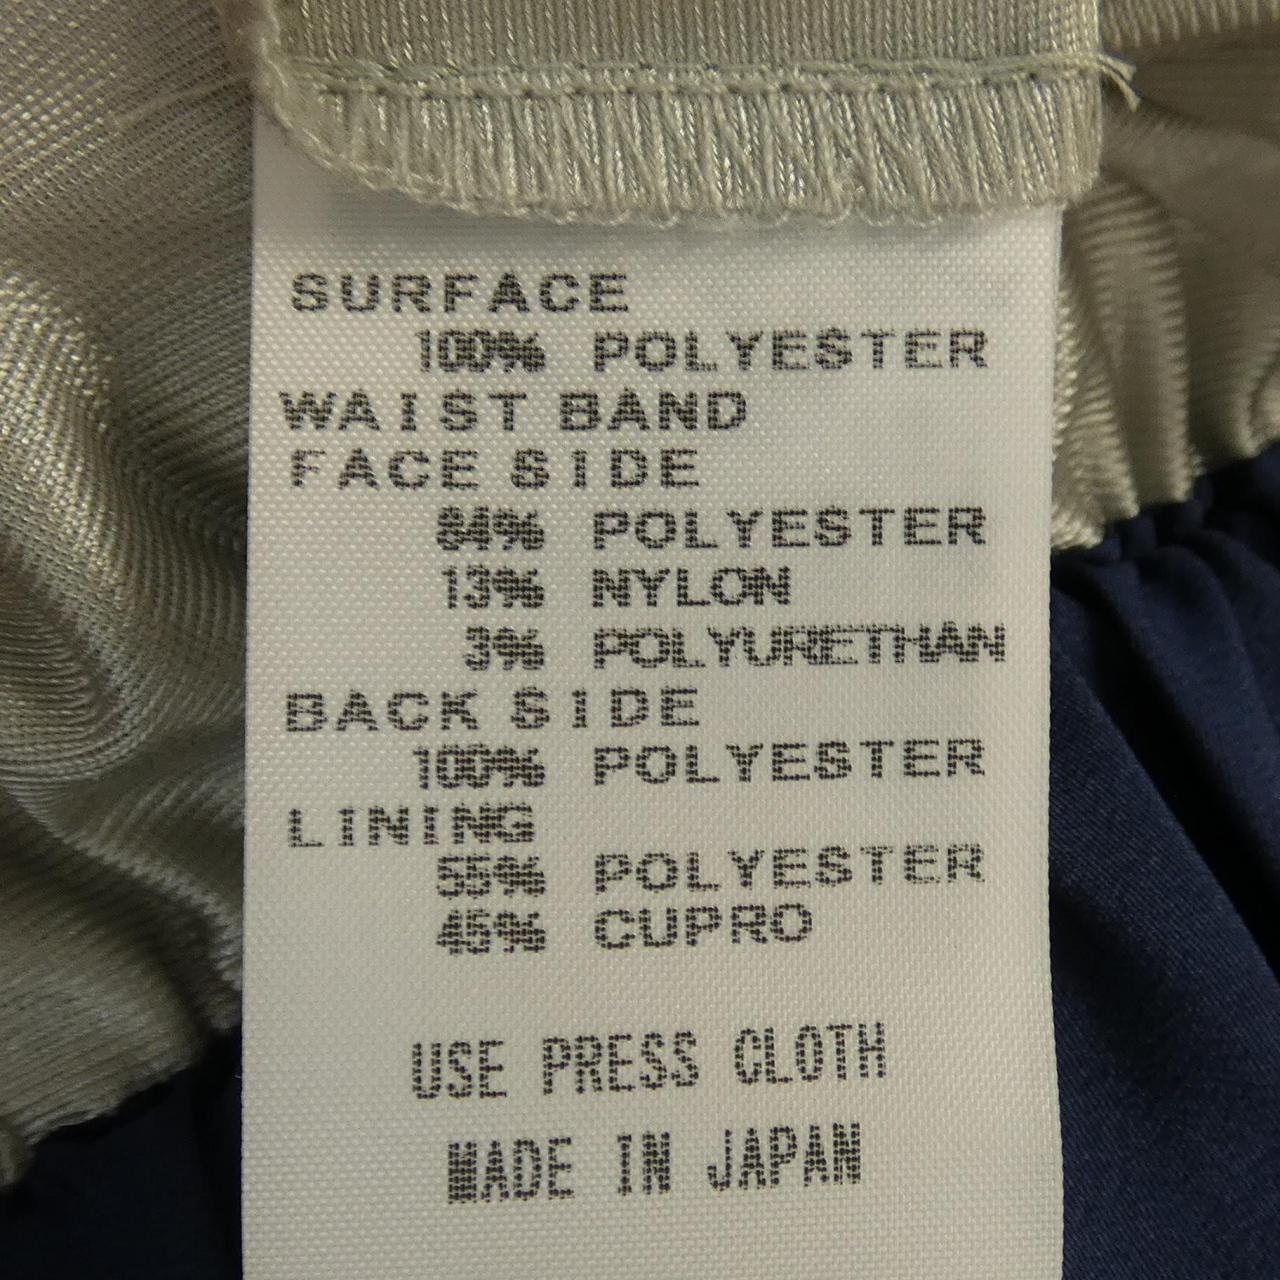 SURFACE
100% POLYESTER
WAIST BAND
FACE SIDE
84% POLYESTER
13% NYLON
3% POLYURETHAN
BACK SIDE
100% POLYESTER
LINING
55% POLYESTER
45% CUPRO
USE PRESS CLOTH
MADE IN JAPAN